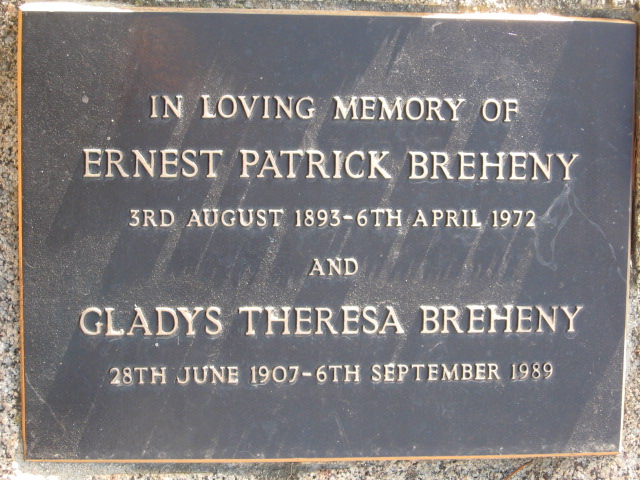 IN LOVING MEMORY OF
ERNEST PATRICK BREHENY
3RD AUGUST 1893-6TH APRIL 1972
AND
GLADYS THERESA BREHENY
28TH JUNE 1907-6TH SEPTEMBER 1989